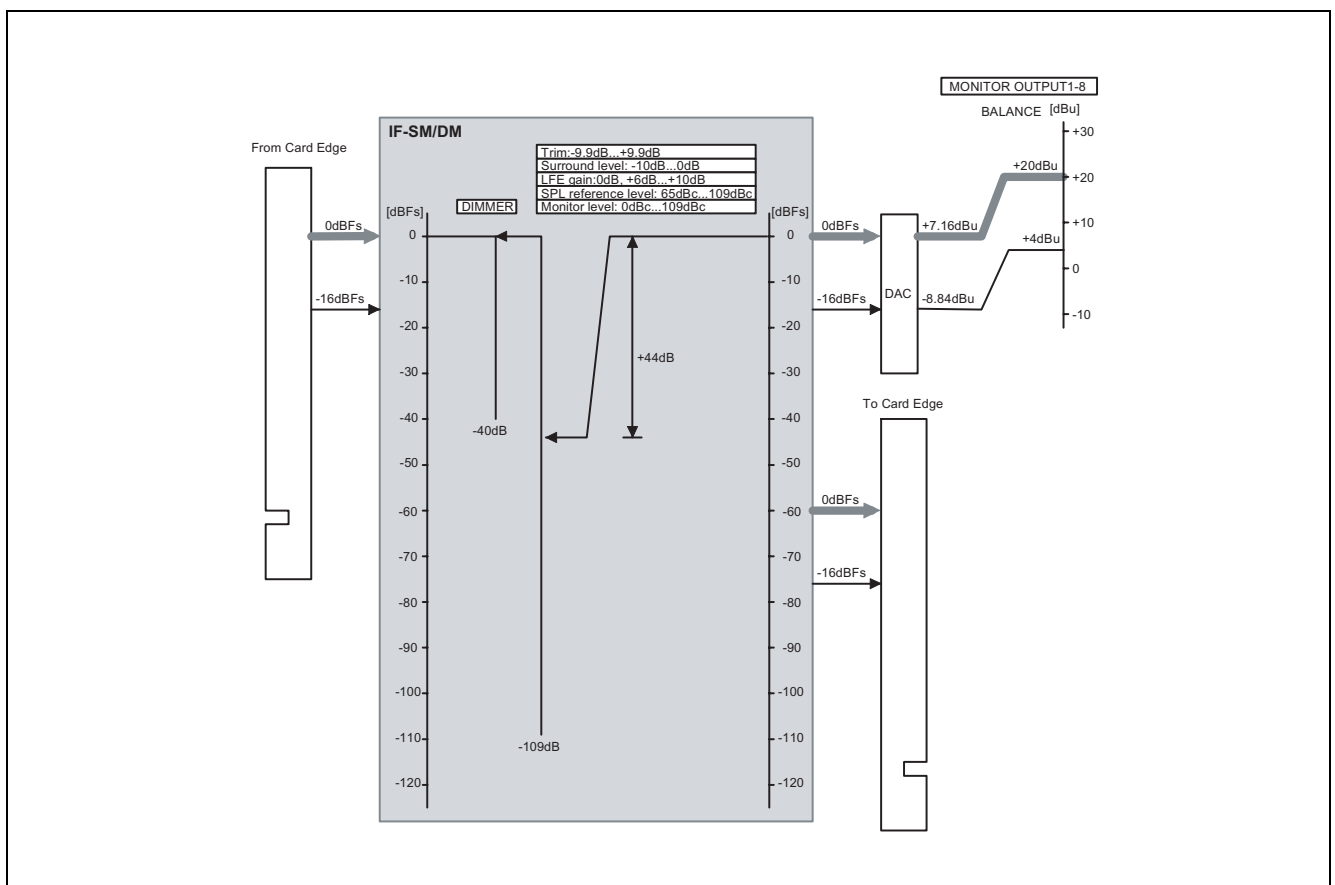 MONITOR OUTPUT1-8
BALANCE [dBu]
+30
+20dBu
+20
+10
+4dBu
0
-10
From Card Edge
0dBFs
-16dBFs
IF-SM/DM
Trim:-9.9dB...+9.9dB
Surround level: -10dB...0dB
LFE gain:0dB, +6dB...+10dB
SPL reference level: 65dBc...109dBc
Monitor level: 0dBc...109dBc
DIMMER
[dBFs]
0
-10
-20
-30
-40
-50
-60
-70
-80
-90
-100
-110
-120
-40dB
-109dB
+44dB
[dBFs]
0
-10
-20
-30
-40
-50
-60
-70
-80
-90
-100
-110
-120
0dBFs
-16dBFs
DAC
+7.16dBu
-8.84dBu
To Card Edge
0dBFs
-16dBFs